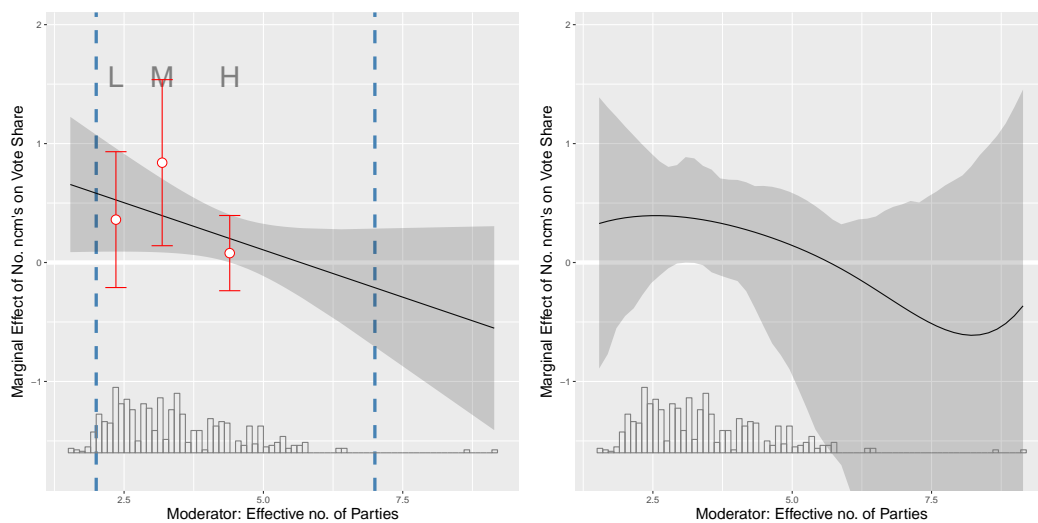 2
1
0
−1
2.5
5.0
7.5
L
M
H
Marginal Effect of No. ncm's on Vote Share
Moderator: Effective no. of Parties
2
1
0
−1
2.5
5.0
7.5
Marginal Effect of No. ncm's on Vote Share
Moderator: Effective no. of Parties